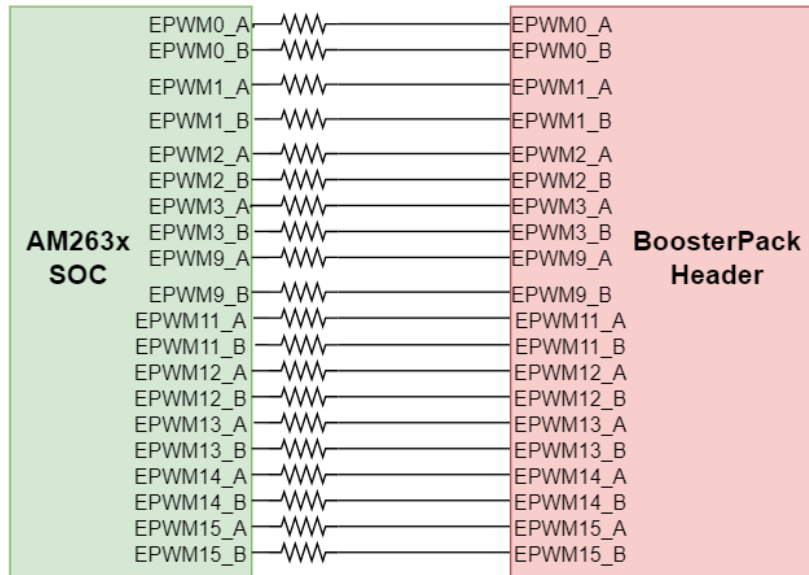 EPWM0_A EPWM0_A
EPWM0_B EPWM0_B
EPWM1_A EPWM1_A
EPWM1_B EPWM1_B
EPWM2_A EPWM2_A
EPWM2_B EPWM2_B
EPWM3_A EPWM3_A
EPWM3_B EPWM3_B
AM263x BoosterPack
EPWM9_A EPWM9_A
SOC Header
EPWM9_B EPWM9_B
EPWM11_A EPWM11_A
EPWM11_B EPWM11_B
EPWM12_A EPWM12_A
EPWM12_B EPWM12_B
EPWM13_A EPWM13_A
EPWM13_B EPWM13_B
EPWM14_A EPWM14_A
EPWM14_B EPWM14_B
EPWM15_A EPWM15_A
EPWM15_B EPWM15_B